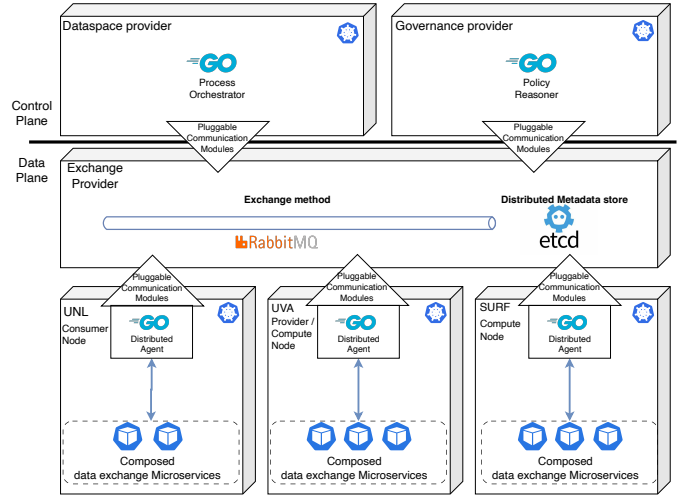 Dataspace provider
GO
Process
Orchestrator
Governance provider
GO
Policy
Reasoner
Control
Plane
Pluggable
Communication
Modules
Pluggable
Communication
Modules
Data
Plane
Exchange
Provider
Exchange method
RabbitMQ
Distributed Metadata store
etcd
Pluggable
Communication
Modules
Pluggable
Communication
Modules
Pluggable
Communication
Modules
UNL
Consumer
Node
GO
Distributed
Agent
Composed
data exchange Microservices
UVA
Provider /
Compute
Node
GO
Distributed
Agent
Composed
data exchange Microservices
SURF
Compute
Node
GO
Distributed
Agent
Composed
data exchange Microservices